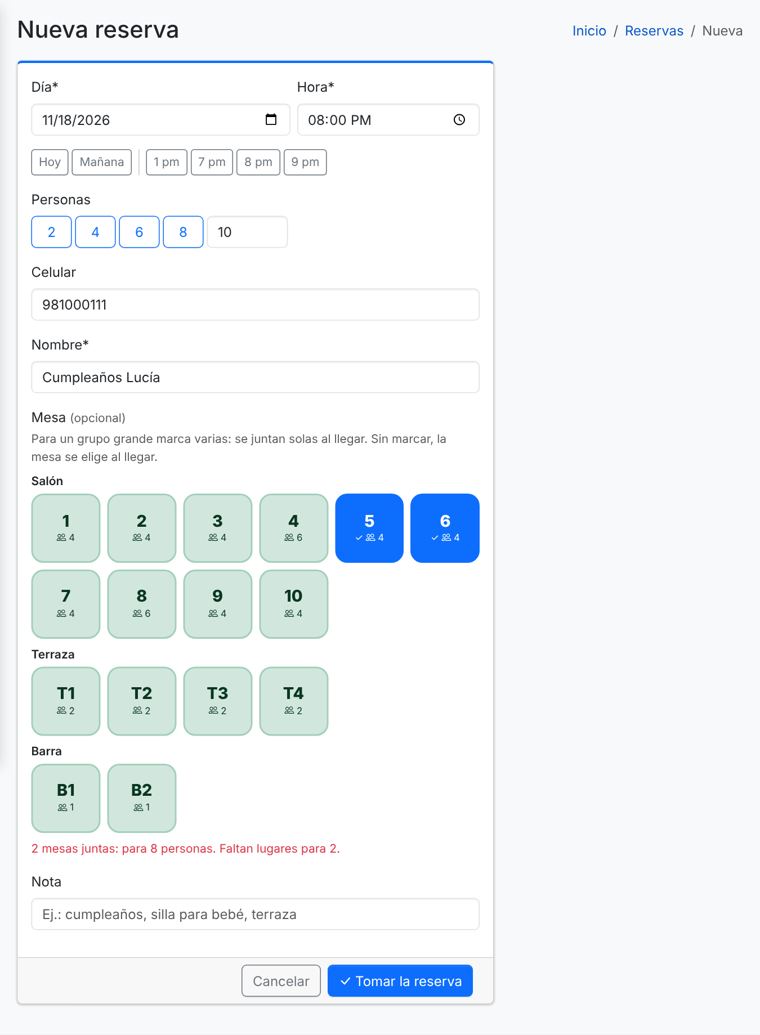 Nueva reserva
Inicio / Reservas / Nueva
Día* Hora*
11/18/2026 08:00 PM
Hoy Mañana 1 pm 7 pm 8 pm 9 pm
Personas
2 4 6 8 10
Celular
981000111
Nombre*
Cumpleaños Lucía
Mesa (opcional)
Para un grupo grande marca varias: se juntan solas al llegar. Sin marcar, la
mesa se elige al llegar.
Salón
1 2 3 4 5 6
4 4 4 6 4 4
7 8 9 10
4 6 4 4
Terraza
T1 T2 T3 T4
2 2 2 2
Barra
B1 B2
1 1
2 mesas juntas: para 8 personas. Faltan lugares para 2.
Nota
Ej.: cumpleaños, silla para bebé, terraza
Cancelar Tomar la reserva